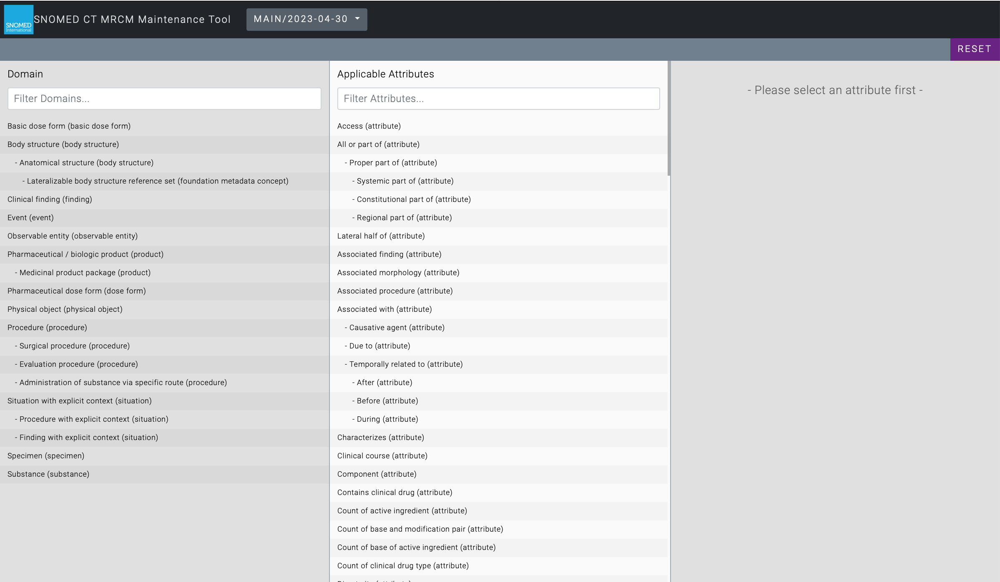 SNOMED
International
SNOMED CT MRCM Maintenance Tool
MAIN/2023-04-30
RESET
Domain
Filter Domains...
Basic dose form (basic dose form)
Body structure (body structure)
- Anatomical structure (body structure)
- Lateralizable body structure reference set (foundation metadata concept)
Clinical finding (finding)
Event (event)
Observable entity (observable entity)
Pharmaceutical / biologic product (product)
- Medicinal product package (product)
Pharmaceutical dose form (dose form)
Physical object (physical object)
Procedure (procedure)
- Surgical procedure (procedure)
- Evaluation procedure (procedure)
- Administration of substance via specific route (procedure)
Situation with explicit context (situation)
- Procedure with explicit context (situation)
- Finding with explicit context (situation)
Specimen (specimen)
Substance (substance)
Applicable Attributes
Filter Attributes...
Access (attribute)
All or part of (attribute)
- Proper part of (attribute)
- Systemic part of (attribute)
- Constitutional part of (attribute)
- Regional part of (attribute)
Lateral half of (attribute)
Associated finding (attribute)
Associated morphology (attribute)
Associated procedure (attribute)
Associated with (attribute)
- Causative agent (attribute)
- Due to (attribute)
- Temporally related to (attribute)
- After (attribute)
- Before (attribute)
- During (attribute)
Characterizes (attribute)
Clinical course (attribute)
Component (attribute)
Contains clinical drug (attribute)
Count of active ingredient (attribute)
Count of base and modification pair (attribute)
Count of base of active ingredient (attribute)
Count of clinical drug type (attribute)
- Please select an attribute first -